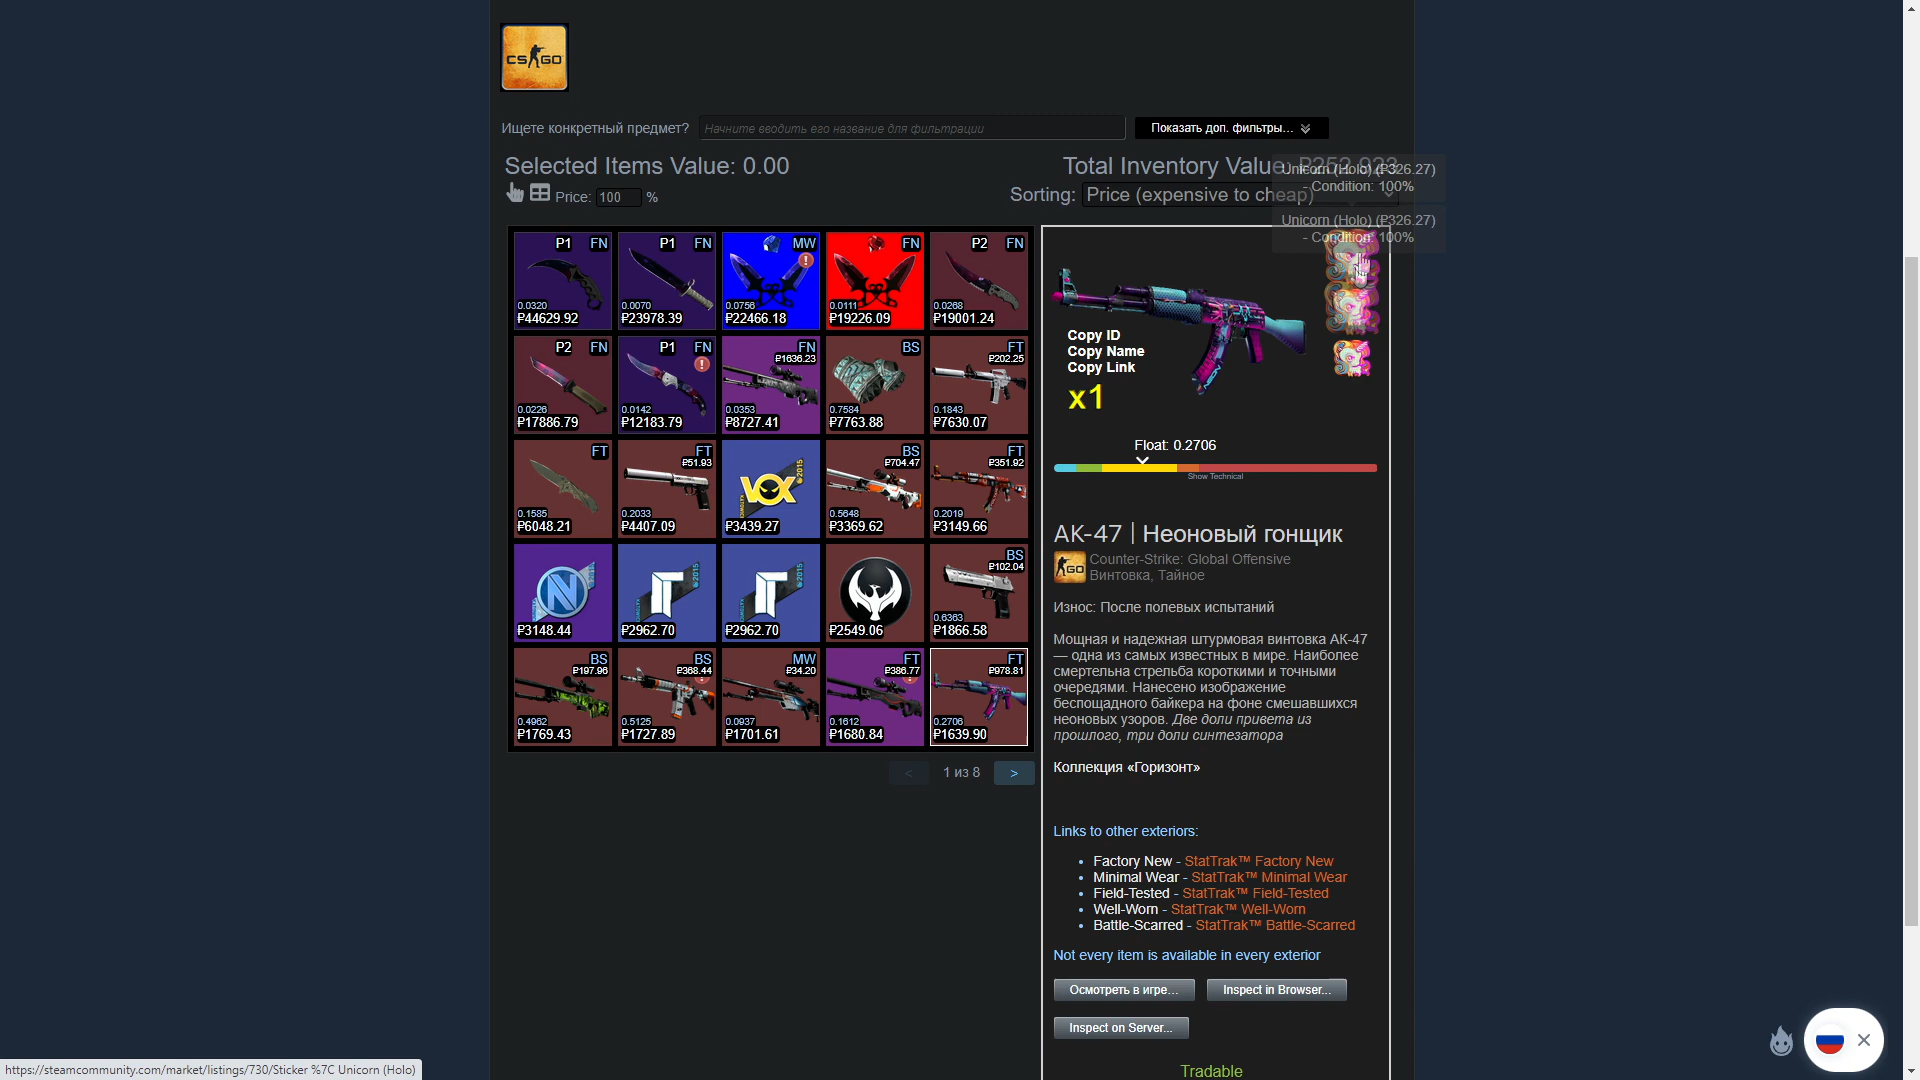 CS GO
Ищете конкретный предмет?
Начните вводить его название для фильтрации
Показать доп. фильтры...
Selected Items Value: 0.00
Total Inventory Value:
Unicorn (Holo) (₽326.27)
- Condition: 100%
Price: 100 %
Sorting: Price (expensive to cheap)
Unicorn (Holo) (₽326.27)
- Condition: 100%
P1 FN
0.0320
₽44629.92
P1 FN
0.0070
₽23978.39
MW
0.0756
₽22466.18
FN
0.0111
₽19226.09
P2 FN
0.0268
₽19001.24
P2 FN
0.0226
₽17886.79
P1 FN
0.0142
₽12183.79
FN
₽1636.23
0.0353
₽8727.41
BS
0.7584
₽7763.88
FT
₽202.25
0.1843
₽7630.07
FT
0.1585
₽6048.21
FT
₽51.93
0.2033
₽4407.09
VOX
2015
₽3439.27
BS
₽704.47
0.5648
₽3369.62
FT
₽351.92
0.2019
₽3149.66
₽3148.44
2015
₽2962.70
2015
₽2962.70
₽2549.06
BS
₽102.04
0.6363
₽1866.58
BS
₽197.96
0.4962
₽1769.43
BS
₽368.44
0.5125
₽1727.89
MW
₽34.20
0.0937
₽1701.61
FT
₽386.77
0.1612
₽1680.84
FT
₽978.81
0.2706
₽1639.90
<
1 из 8
>
Copy ID
Copy Name
Copy Link
x1
Float: 0.2706
Show Technical
AK-47 | Неоновый гонщик
GO
Counter-Strike: Global Offensive
Винтовка, Тайное
Износ: После полевых испытаний
Мощная и надежная штурмовая винтовка AK-47
— одна из самых известных в мире. Наиболее
смертельна стрельба короткими и точными
очередями. Нанесено изображение
беспощадного байкера на фоне смешавшихся
неоновых узоров. Две доли привета из
прошлого, три доли синтезатора
Коллекция «Горизонт»
Links to other exteriors:
• Factory New - StatTrak™ Factory New
• Minimal Wear - StatTrak™ Minimal Wear
• Field-Tested - StatTrak™ Field-Tested
• Well-Worn - StatTrak™ Well-Worn
• Battle-Scarred - StatTrak™ Battle-Scarred
Not every item is available in every exterior
Осмотреть в игре...
Inspect in Browser...
Inspect on Server...
Tradable
https://steamcommunity.com/market/listings/730/Sticker %7C Unicorn (Holo)